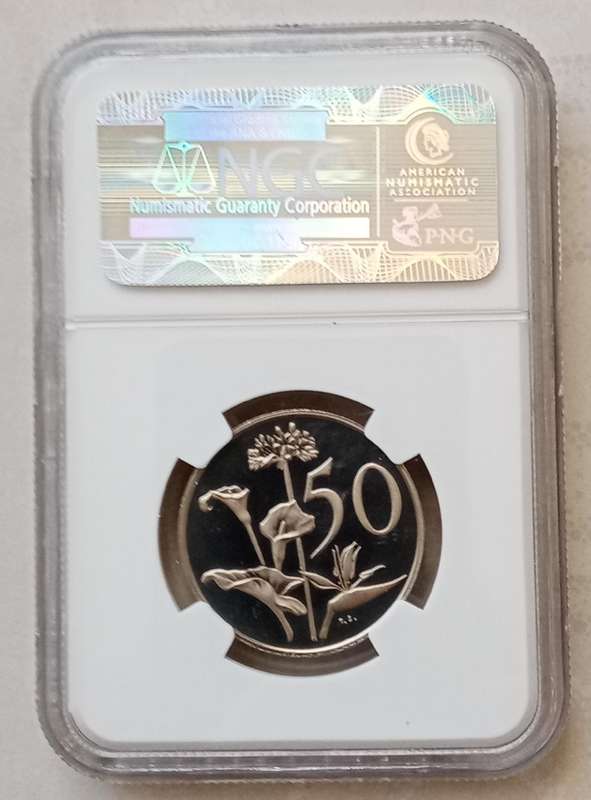 NGC
Numismatic Guaranty Corporation
AMERICAN
NUMISMATIC
ASSOCIATION
PNG
50